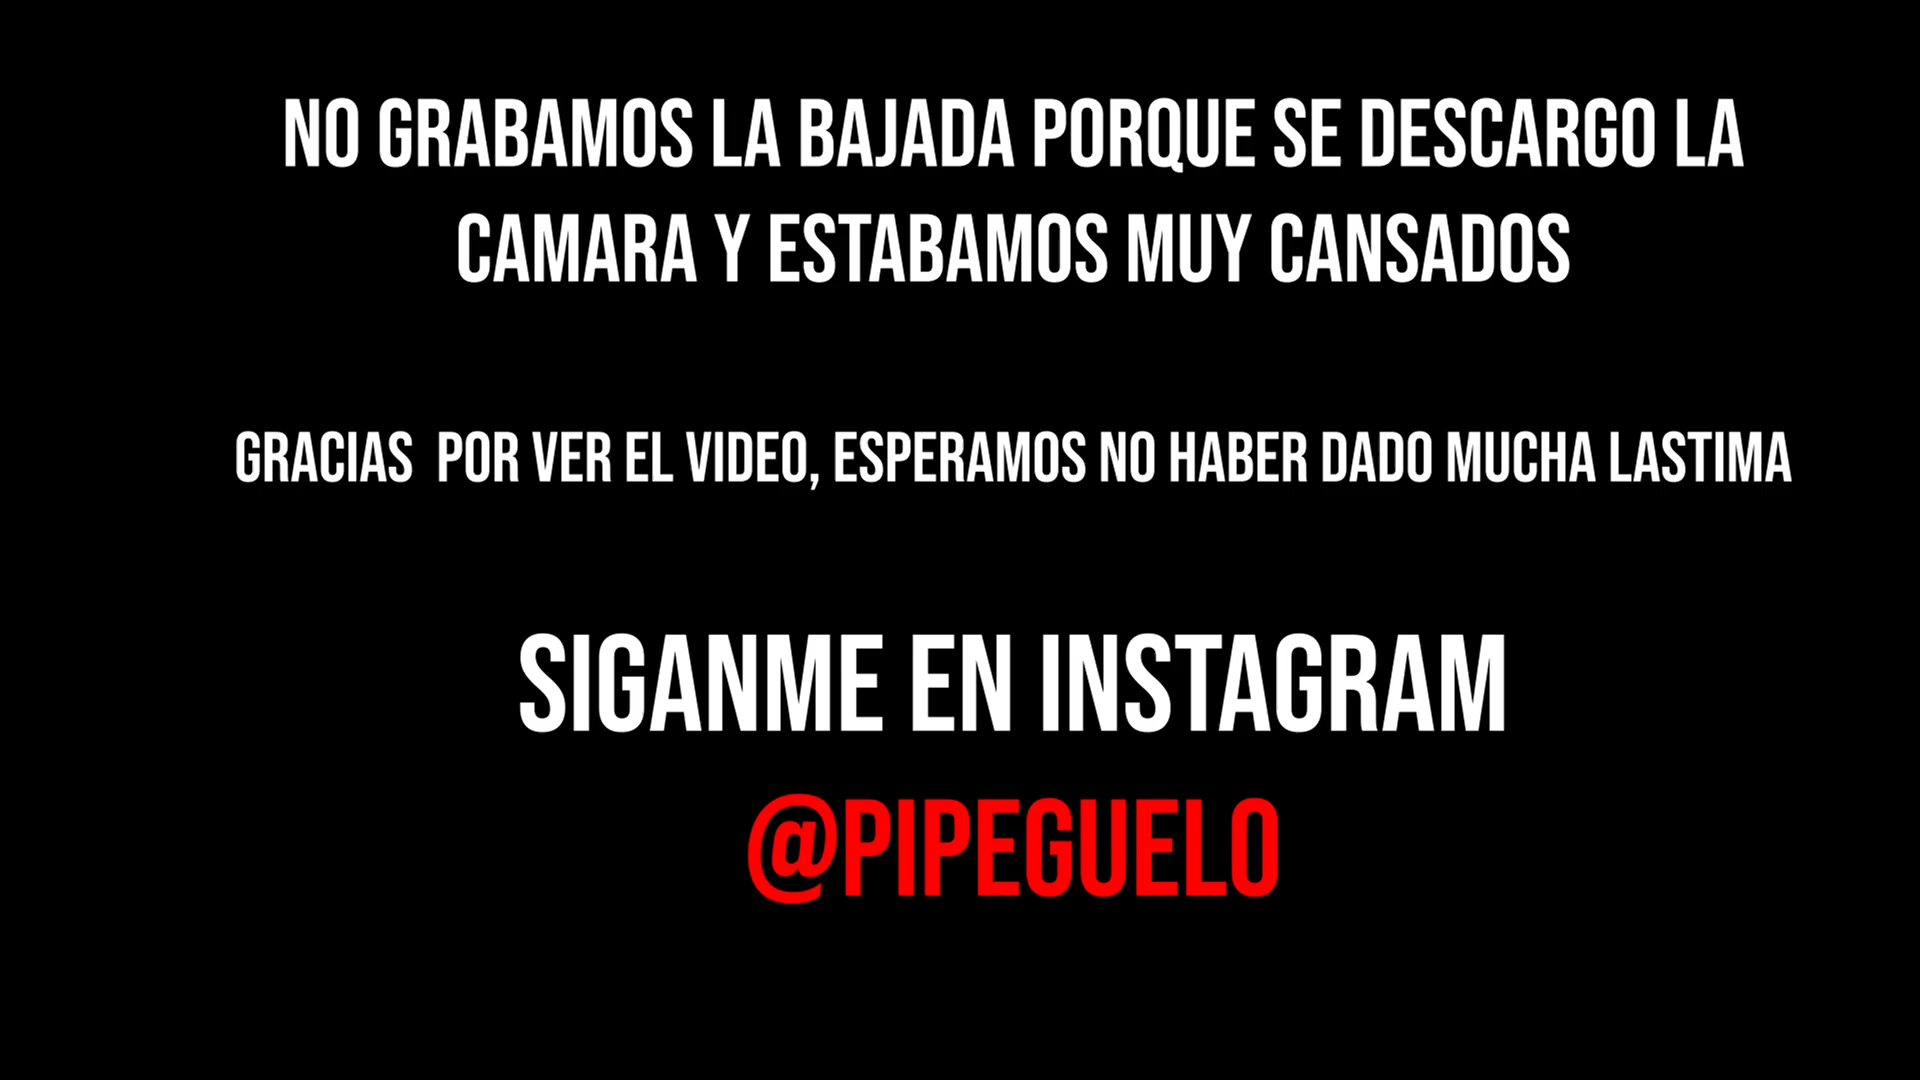 NO GRABAMOS LA BAJADA PORQUE SE DESCARGO LA
CAMARA Y ESTABAMOS MUY CANSADOS
GRACIAS  POR VER EL VIDEO, ESPERAMOS NO HABER DADO MUCHA LASTIMA
SIGANME EN INSTAGRAM
@PIPEGUELO